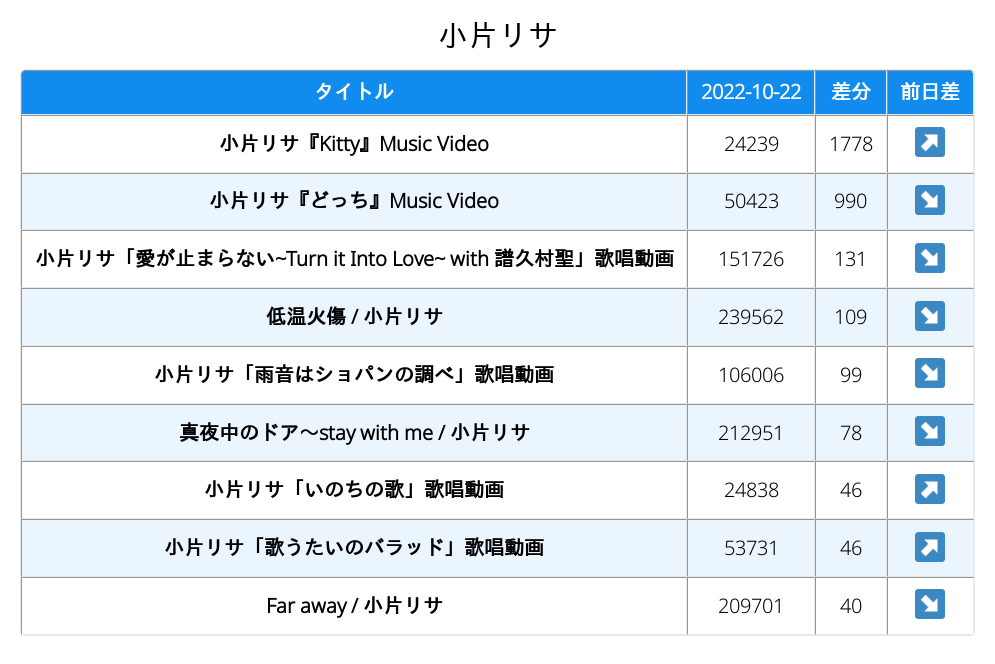 小片リサ
タイトル 2022-10-22 差分 前日差
小片リサ『Kitty』Music Video 24239 1778 ↗
小片リサ『どっち』Music Video 50423 990 ↘
小片リサ「愛が止まらない~Turn it Into Love~ with 譜久村聖」歌唱動画 151726 131 ↘
低温火傷 / 小片リサ 239562 109 ↘
小片リサ「雨音はショパンの調べ」歌唱動画 106006 99 ↘
真夜中のドア〜stay with me / 小片リサ 212951 78 ↘
小片リサ「いのちの歌」歌唱動画 24838 46 ↗
小片リサ「歌うたいのバラッド」歌唱動画 53731 46 ↗
Far away / 小片リサ 209701 40 ↘